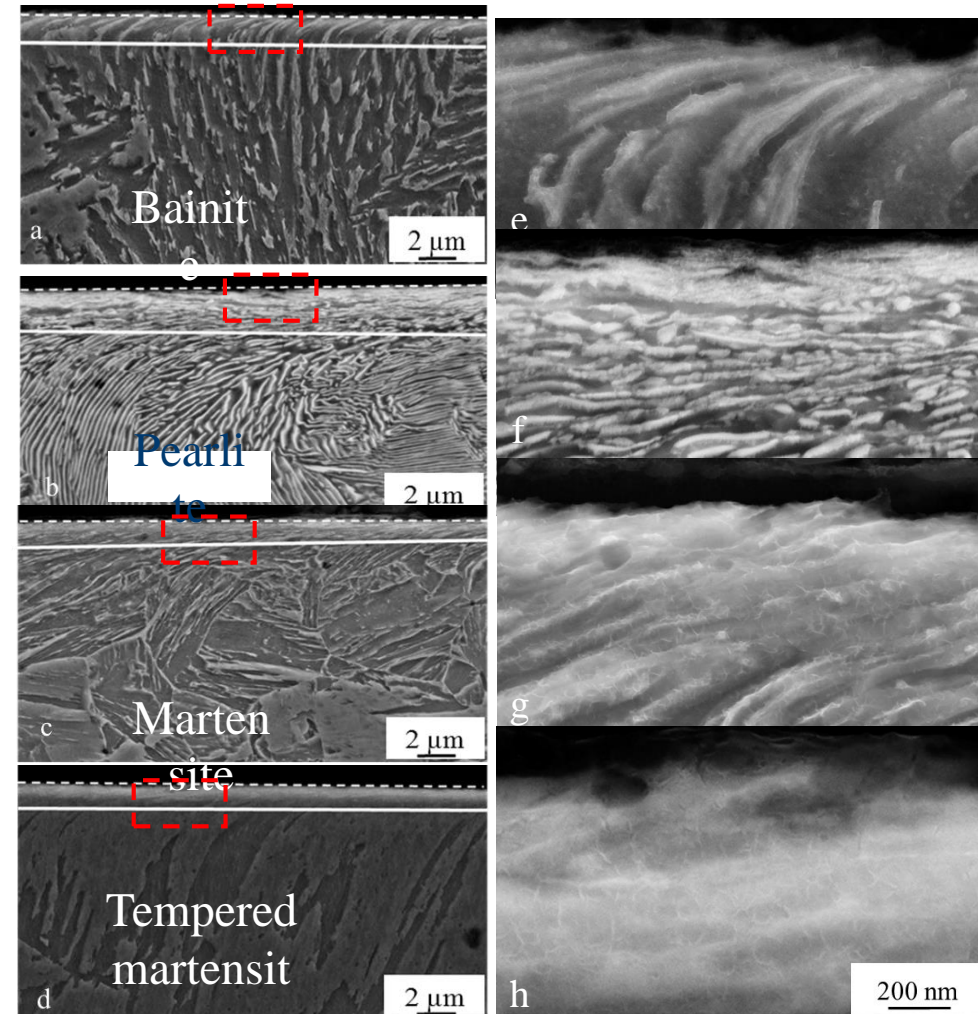 Bainit
e
a
2 µm
Pearli
te
b
2 µm
Marten
site
c
2 µm
Tempered
martensit
d
2 µm
e
f
g
h
200 nm